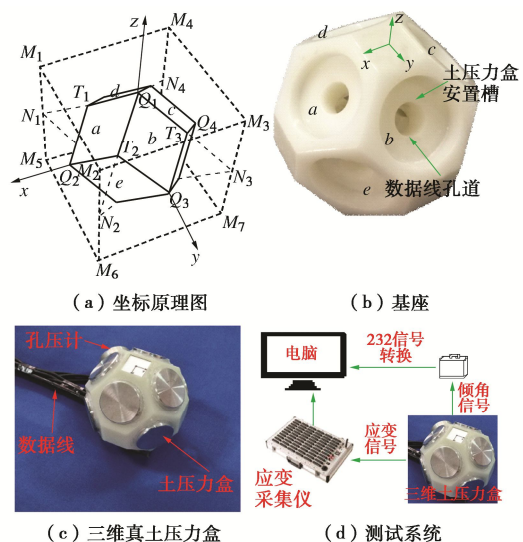 z
M4
M1
T1
d
N4
Q1
c
N1
a
Q4
b
T3
M3
M5
T2
x
Q2
M2
e
N3
N2
Q3
M7
y
M6
(a)坐标原理图
d
z
c
x
y
土压力盒
安置槽
a
b
e
数据线孔道
(b)基座
孔压计
数据线
土压力盒
(c)三维真土压力盒
电脑
232信号
转换
倾角
信号
应变
信号
应变
采集仪
三维土压力盒
(d)测试系统